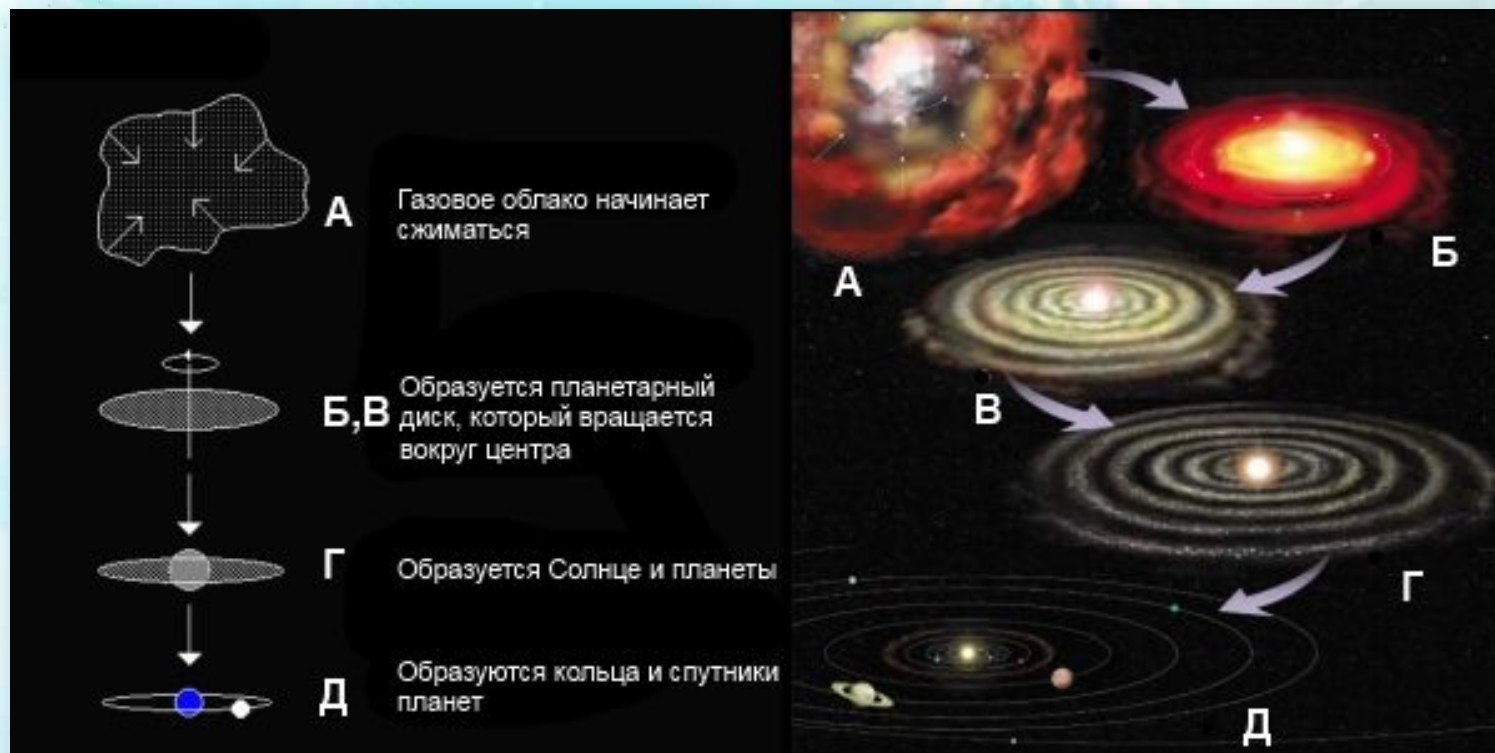 А
Газовое облако начинает
сжиматься
Б,В
Образуется планетарный
диск, который вращается
вокруг центра
Г
Образуется Солнце и планеты
Д
Образуются кольца и спутники
планет
А
Б
В
Г
Д